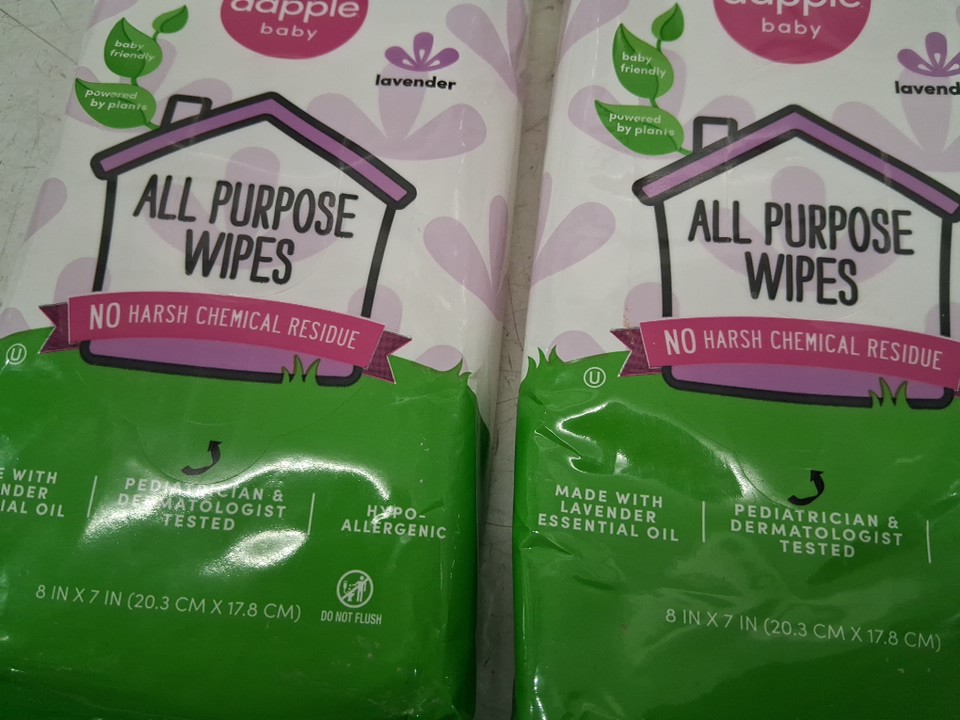 dapple
baby
baby
friendly
powered
by plants
lavender
ALL PURPOSE
WIPES
NO HARSH CHEMICAL RESIDUE
U
WITH
OIL
PEDIATRICIAN &
DERMATOLOGIST
TESTED
HYPO-
ALLERGENIC
8 IN X 7 IN (20.3 CM X 17.8 CM)
DO NOT FLUSH
dapple
baby
baby
friendly
powered
by plants
ALL PURPOSE
WIPES
NO HARSH CHEMICAL RESIDUE
U
MADE WITH
LAVENDER
ESSENTIAL OIL
PEDIATRICIAN &
DERMATOLOGIST
TESTED
8 IN X 7 IN (20.3 CM X 17.8 CM)